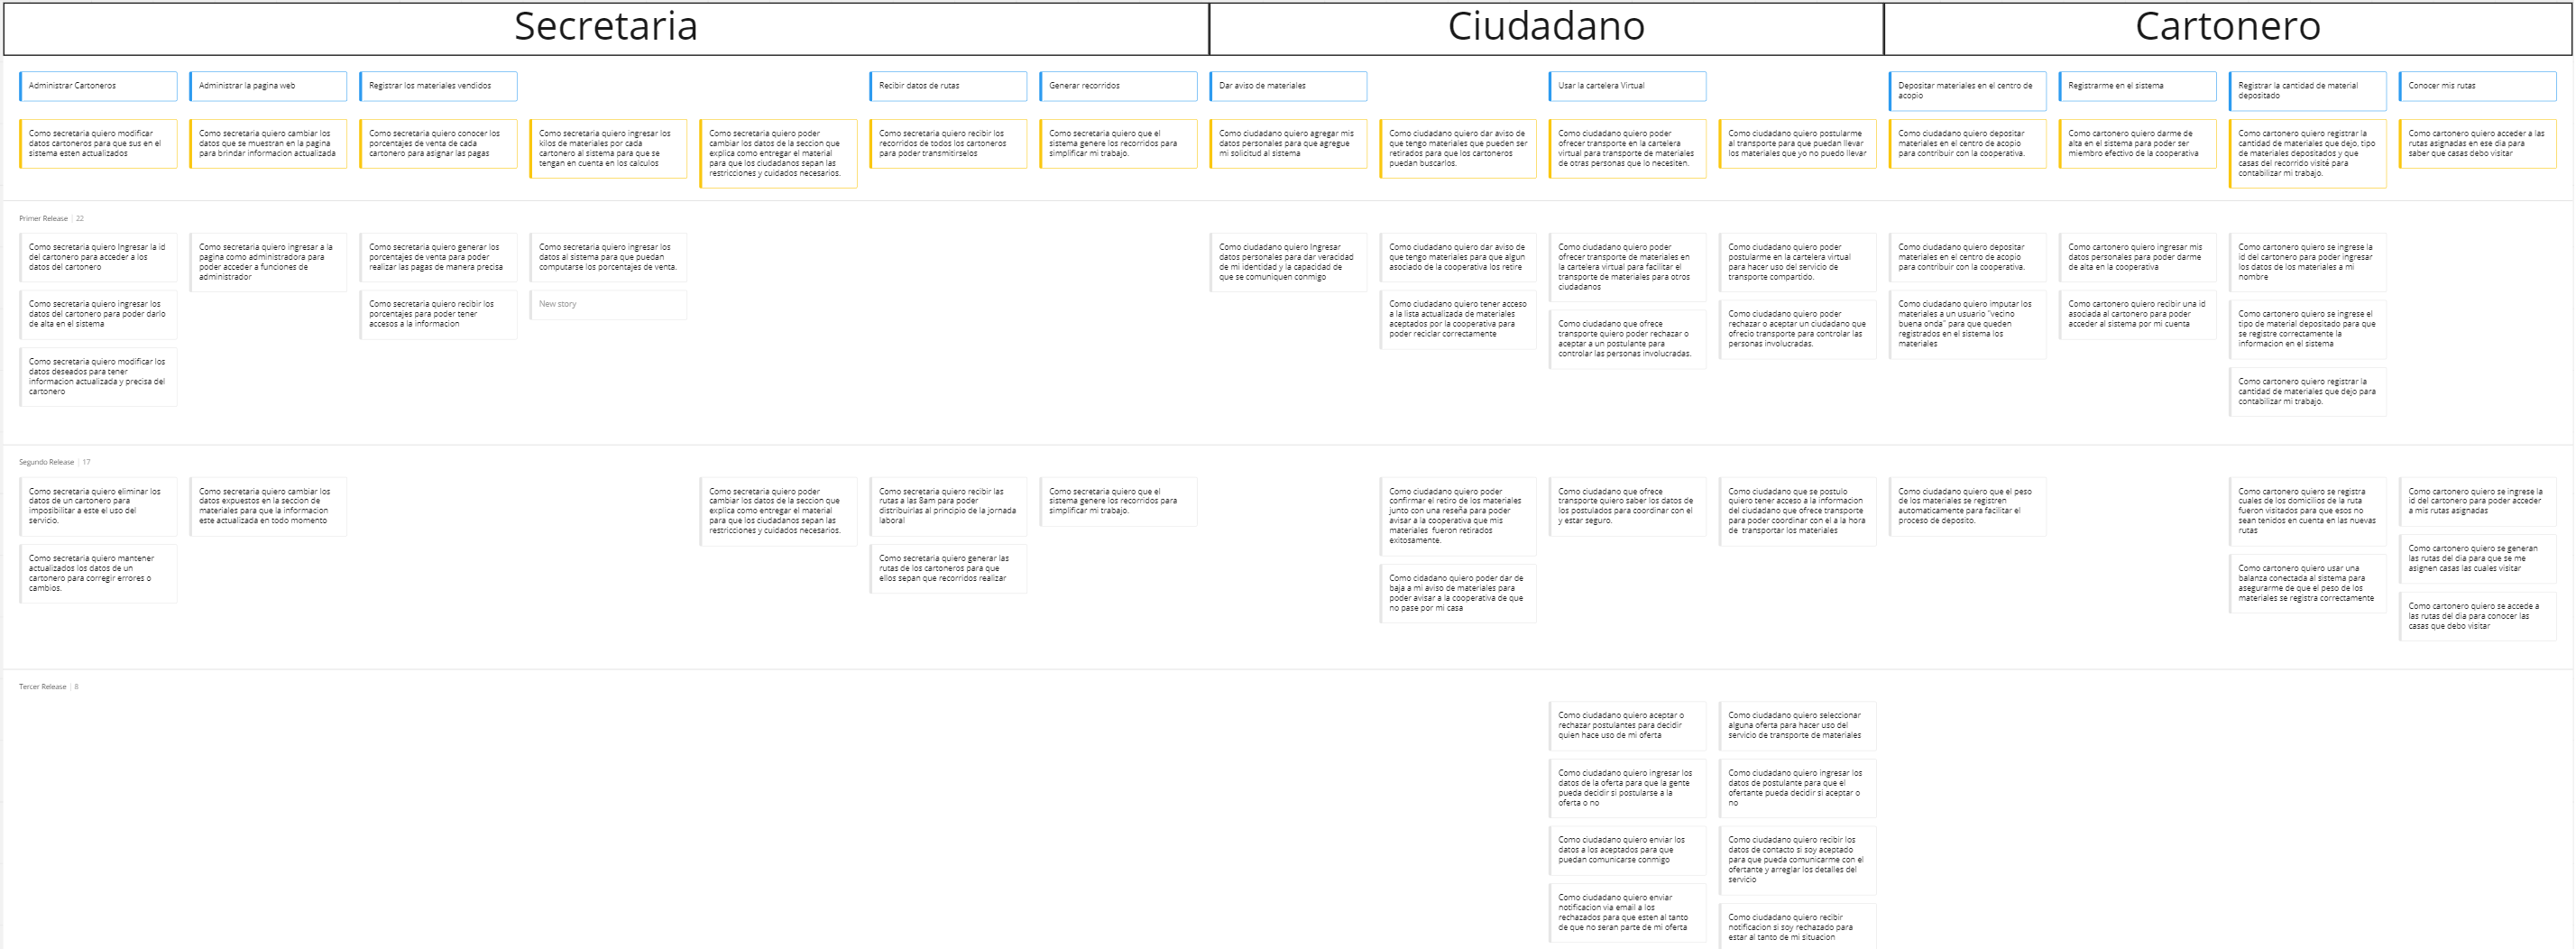 Secretaria
Ciudadano
Cartonero
Administrar Cartoneros
Administrar la pagina web
Registrar los materiales vendidos
Recibir datos de rutas
Generar recorridos
Dar aviso de materiales
Usar la cartelera Virtual
Depositar materiales en el centro de
acopio
Registrarme en el sistema
Registrar la cantidad de material
depositado
Conocer mis rutas
Como secretaria quiero modificar
datos cartoneros para que sus en el
sistema esten actualizados
Como secretaria quiero cambiar los
datos que se muestran en la pagina
para brindar informacion actualizada
Como secretaria quiero conocer los
porcentajes de venta de cada
cartonero para asignar las pagas
Como secretaria quiero ingresar los
kilos de materiales por cada
cartonero al sistema para que se
tengan en cuenta en los calculos
Como secretaria quiero poder
cambiar los datos de la seccion que
explica como entregar el material
para que los ciudadanos sepan las
restricciones y cuidados necesarios.
Como secretaria quiero recibir los
recorridos de todos los cartoneros
para poder transmitirselos
Como secretaria quiero que el
sistema genere los recorridos para
simplificar mi trabajo.
Como ciudadano quiero agregar mis
datos personales para que agregue
mi solicitud al sistema
Como ciudadano quiero dar aviso de
que tengo materiales que pueden ser
retirados para que los cartoneros
puedan buscarlos.
Como ciudadano quiero poder
ofrecer transporte en la cartelera
virtual para transporte de materiales
de otras personas que lo necesiten.
Como ciudadano quiero postularme
al transporte para que puedan llevar
los materiales que yo no puedo llevar
Como ciudadano quiero depositar
materiales en el centro de acopio
para contribuir con la cooperativa.
Como cartonero quiero darme de
alta en el sistema para poder ser
miembro efectivo de la cooperativa
Como cartonero quiero registrar la
cantidad de materiales que dejo, tipo
de materiales depositados y que
casas del recorrido visité para
contabilizar mi trabajo.
Como cartonero quiero acceder a las
rutas asignadas en ese dia para
saber que casas debo visitar
Primer Release | 22
Como secretaria quiero Ingresar la id
del cartonero para acceder a los
datos del cartonero
Como secretaria quiero ingresar a la
pagina como administradora para
poder acceder a funciones de
administrador
Como secretaria quiero generar los
porcentajes de venta para poder
realizar las pagas de manera precisa
Como secretaria quiero ingresar los
datos al sistema para que puedan
computarse los porcentajes de venta.
Como ciudadano quiero Ingresar
datos personales para dar veracidad
de mi identidad y la capacidad de
que se comuniquen conmigo
Como ciudadano quiero dar aviso de
que tengo materiales para que algun
asociado de la cooperativa los retire
Como ciudadano quiero poder
ofrecer transporte de materiales en
la cartelera virtual para facilitar el
transporte de materiales para otros
ciudadanos
Como ciudadano quiero poder
postularme en la cartelera virtual
para hacer uso del servicio de
transporte compartido.
Como ciudadano quiero depositar
materiales en el centro de acopio
para contribuir con la cooperativa.
Como cartonero quiero ingresar mis
datos personales para poder darme
de alta en la cooperativa
Como cartonero quiero se ingrese la
id del cartonero para poder ingresar
los datos de los materiales a mi
nombre
Como secretaria quiero ingresar los
datos del cartonero para poder darlo
de alta en el sistema
Como secretaria quiero recibir los
porcentajes para poder tener
accesos a la informacion
New story
Como ciudadano quiero tener acceso
a la lista actualizada de materiales
aceptados por la cooperativa para
poder reciclar correctamente
Como ciudadano que ofrece
transporte quiero poder rechazar o
aceptar a un postulante para
controlar las personas involucradas.
Como ciudadano quiero poder
rechazar o aceptar un ciudadano que
ofrecio transporte para controlar las
personas involucradas.
Como ciudadano quiero imputar los
materiales a un usuario "vecino
buena onda" para que queden
registrados en el sistema los
materiales
Como cartonero quiero recibir una id
asociada al cartonero para poder
acceder al sistema por mi cuenta
Como cartonero quiero se ingrese el
tipo de material depositado para que
se registre correctamente la
informacion en el sistema
Como secretaria quiero modificar los
datos deseados para tener
informacion actualizada y precisa del
cartonero
Como cartonero quiero registrar la
cantidad de materiales que dejo para
contabilizar mi trabajo.
Segundo Release | 17
Como secretaria quiero eliminar los
datos de un cartonero para
imposibilitar a este el uso del
servicio.
Como secretaria quiero cambiar los
datos expuestos en la seccion de
materiales para que la informacion
este actualizada en todo momento
Como secretaria quiero poder
cambiar los datos de la seccion que
explica como entregar el material
para que los ciudadanos sepan las
restricciones y cuidados necesarios.
Como secretaria quiero recibir las
rutas a las 8am para poder
distribuirlas al principio de la jornada
laboral
Como secretaria quiero que el
sistema genere los recorridos para
simplificar mi trabajo.
Como ciudadano quiero poder
confirmar el retiro de los materiales
junto con una reseña para poder
avisar a la cooperativa que mis
materiales fueron retirados
exitosamente.
Como ciudadano que ofrece
transporte quiero saber los datos de
los postulados para coordinar con el
y estar seguro.
Como ciudadano que se postulo
quiero tener acceso a la informacion
del ciudadano que ofrece transporte
para poder coordinar con el a la hora
de transportar los materiales
Como ciudadano quiero que el peso
de los materiales se registren
automaticamente para facilitar el
proceso de deposito.
Como cartonero quiero se registra
cuales de los domicilios de la ruta
fueron visitados para que esos no
sean tenidos en cuenta en las nuevas
rutas
Como cartonero quiero se ingrese la
id del cartonero para poder acceder
a mis rutas asignadas
Como secretaria quiero mantener
actualizados los datos de un
cartonero para corregir errores o
cambios.
Como secretaria quiero generar las
rutas de los cartoneros para que
ellos sepan que recorridos realizar
Como cidadano quiero poder dar de
baja a mi aviso de materiales para
poder avisar a la cooperativa de que
no pase por mi casa
Como cartonero quiero usar una
balanza conectada al sistema para
asegurarme de que el peso de los
materiales se registra correctamente
Como cartonero quiero se generan
las rutas del dia para que se me
asignen casas las cuales visitar
Como cartonero quiero se accede a
las rutas del dia para conocer las
casas que debo visitar
Tercer Release | 8
Como ciudadano quiero aceptar o
rechazar postulantes para decidir
quien hace uso de mi oferta
Como ciudadano quiero seleccionar
alguna oferta para hacer uso del
servicio de transporte de materiales
Como ciudadano quiero ingresar los
datos de la oferta para que la gente
pueda decidir si postularse a la
oferta o no
Como ciudadano quiero ingresar los
datos de postulante para que el
ofertante pueda decidir si aceptar o
no
Como ciudadano quiero enviar los
datos a los aceptados para que
puedan comunicarse conmigo
Como ciudadano quiero recibir los
datos de contacto si soy aceptado
para que pueda comunicarme con el
ofertante y arreglar los detalles del
servicio
Como ciudadano quiero enviar
notificacion via email a los
rechazados para que esten al tanto
de que no seran parte de mi oferta
Como ciudadano quiero recibir
notificacion si soy rechazado para
estar al tanto de mi situacion